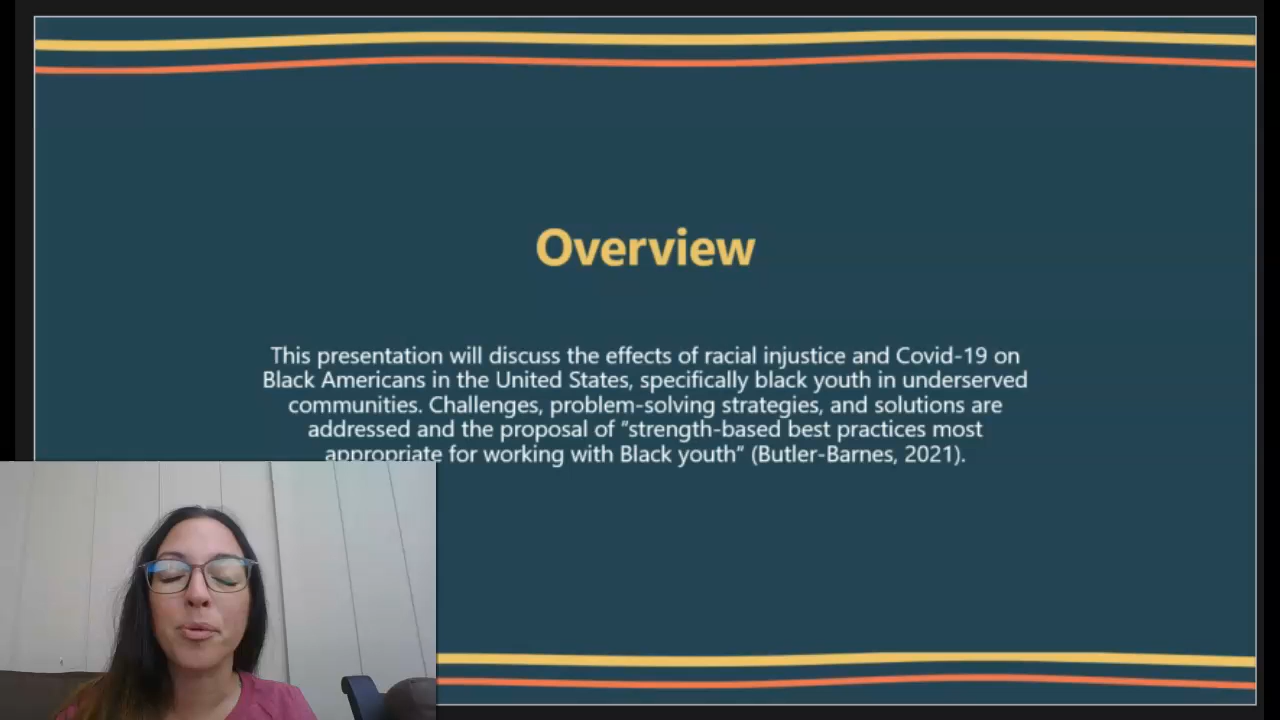 Overview
This presentation will discuss the effects of racial injustice and Covid-19 on
Black Americans in the United States, specifically black youth in underserved
communities. Challenges, problem-solving strategies, and solutions are
addressed and the proposal of "strength-based best practices most
appropriate for working with Black youth" (Butler-Barnes, 2021).